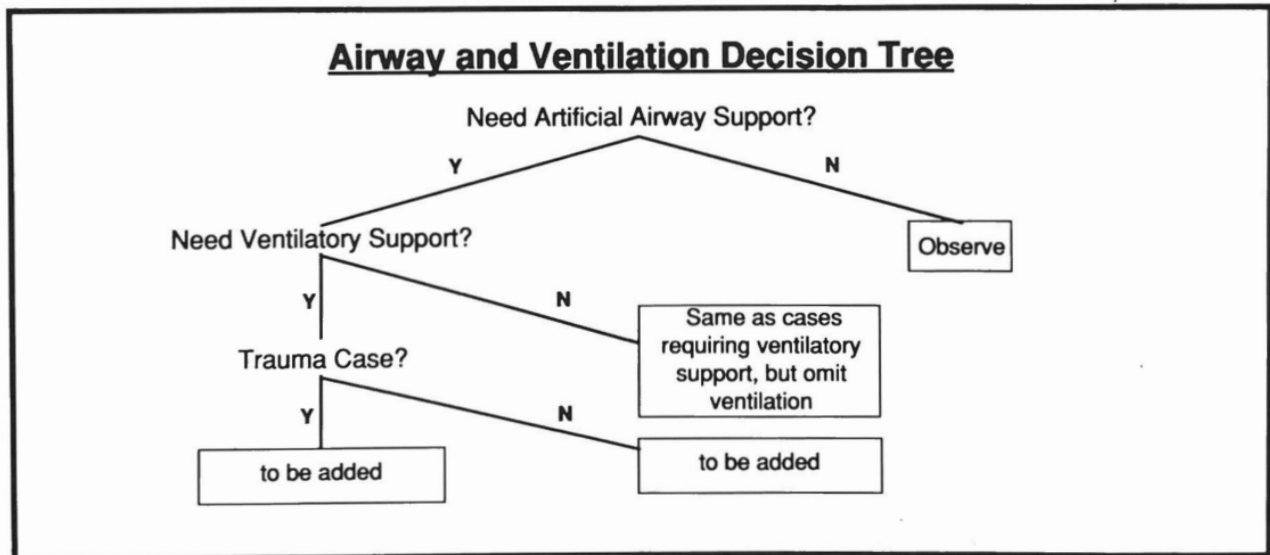 Airway and Ventilation Decision Tree
Need Artificial Airway Support?
Y
N
Need Ventilatory Support?
Observe
Y
N
Same as cases
requiring ventilatory
support, but omit
ventilation
Trauma Case?
Y
N
to be added
to be added